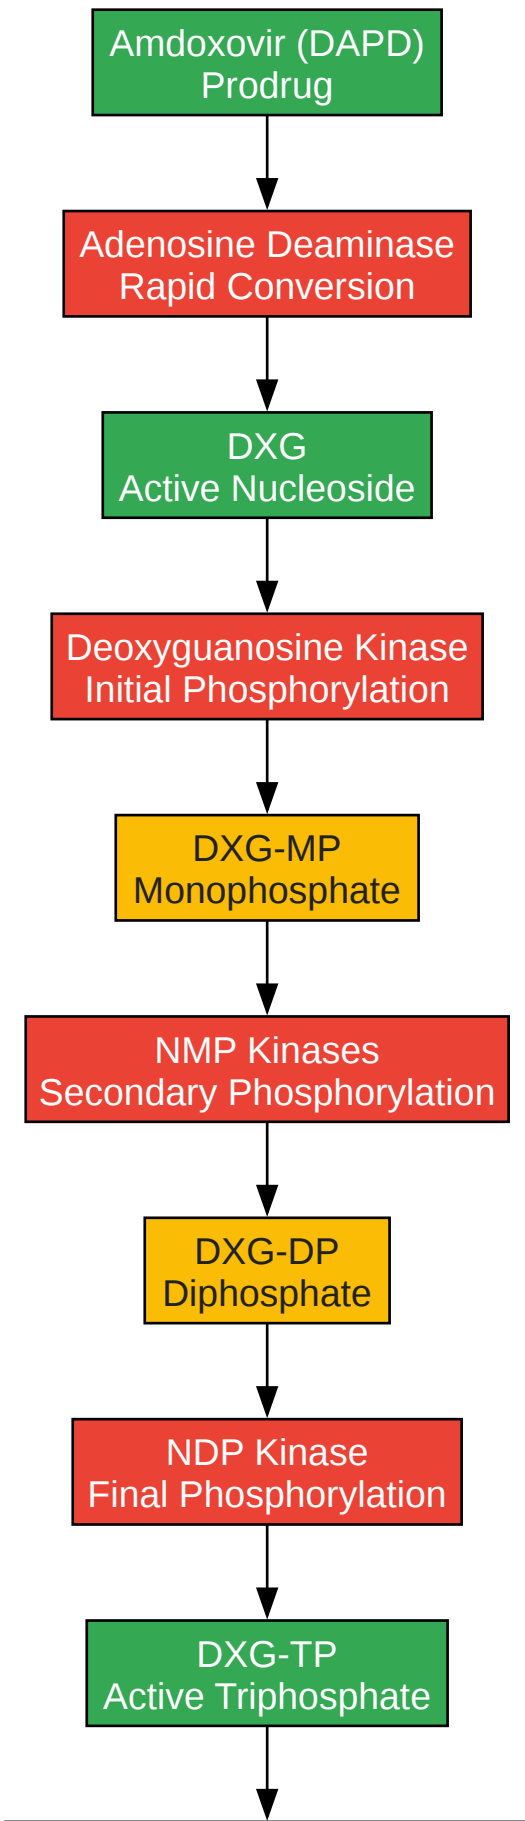 Amdoxovir (DAPD)
Prodrug
Adenosine Deaminase
Rapid Conversion
DXG
Active Nucleoside
Deoxyguanosine Kinase
Initial Phosphorylation
DXG-MP
Monophosphate
NMP Kinases
Secondary Phosphorylation
DXG-DP
Diphosphate
NDP Kinase
Final Phosphorylation
DXG-TP
Active Triphosphate